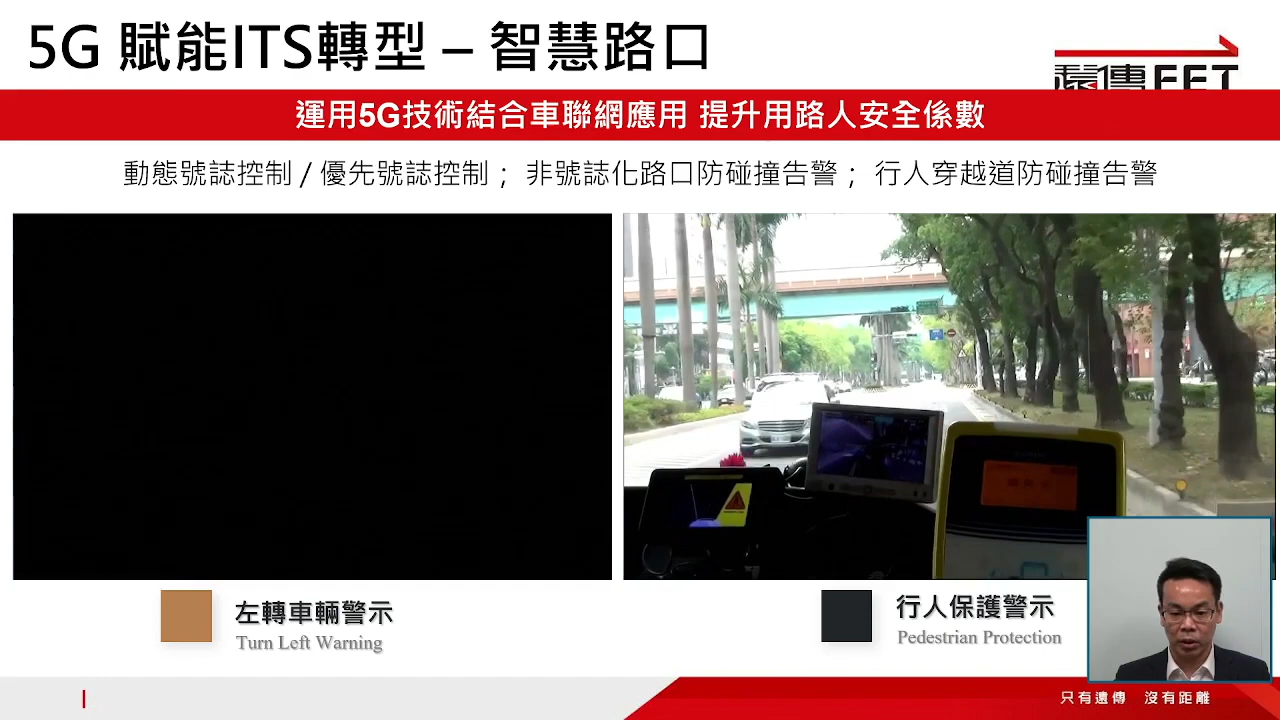 5G 賦能ITS轉型 – 智慧路口
遠傳FET
運用5G技術結合車聯網應用 提升用路人安全係數
動態號誌控制 / 優先號誌控制； 非號誌化路口防碰撞告警； 行人穿越道防碰撞告警
左轉車輛警示
Turn Left Warning
行人保護警示
Pedestrian Protection
只有遠傳 沒有距離